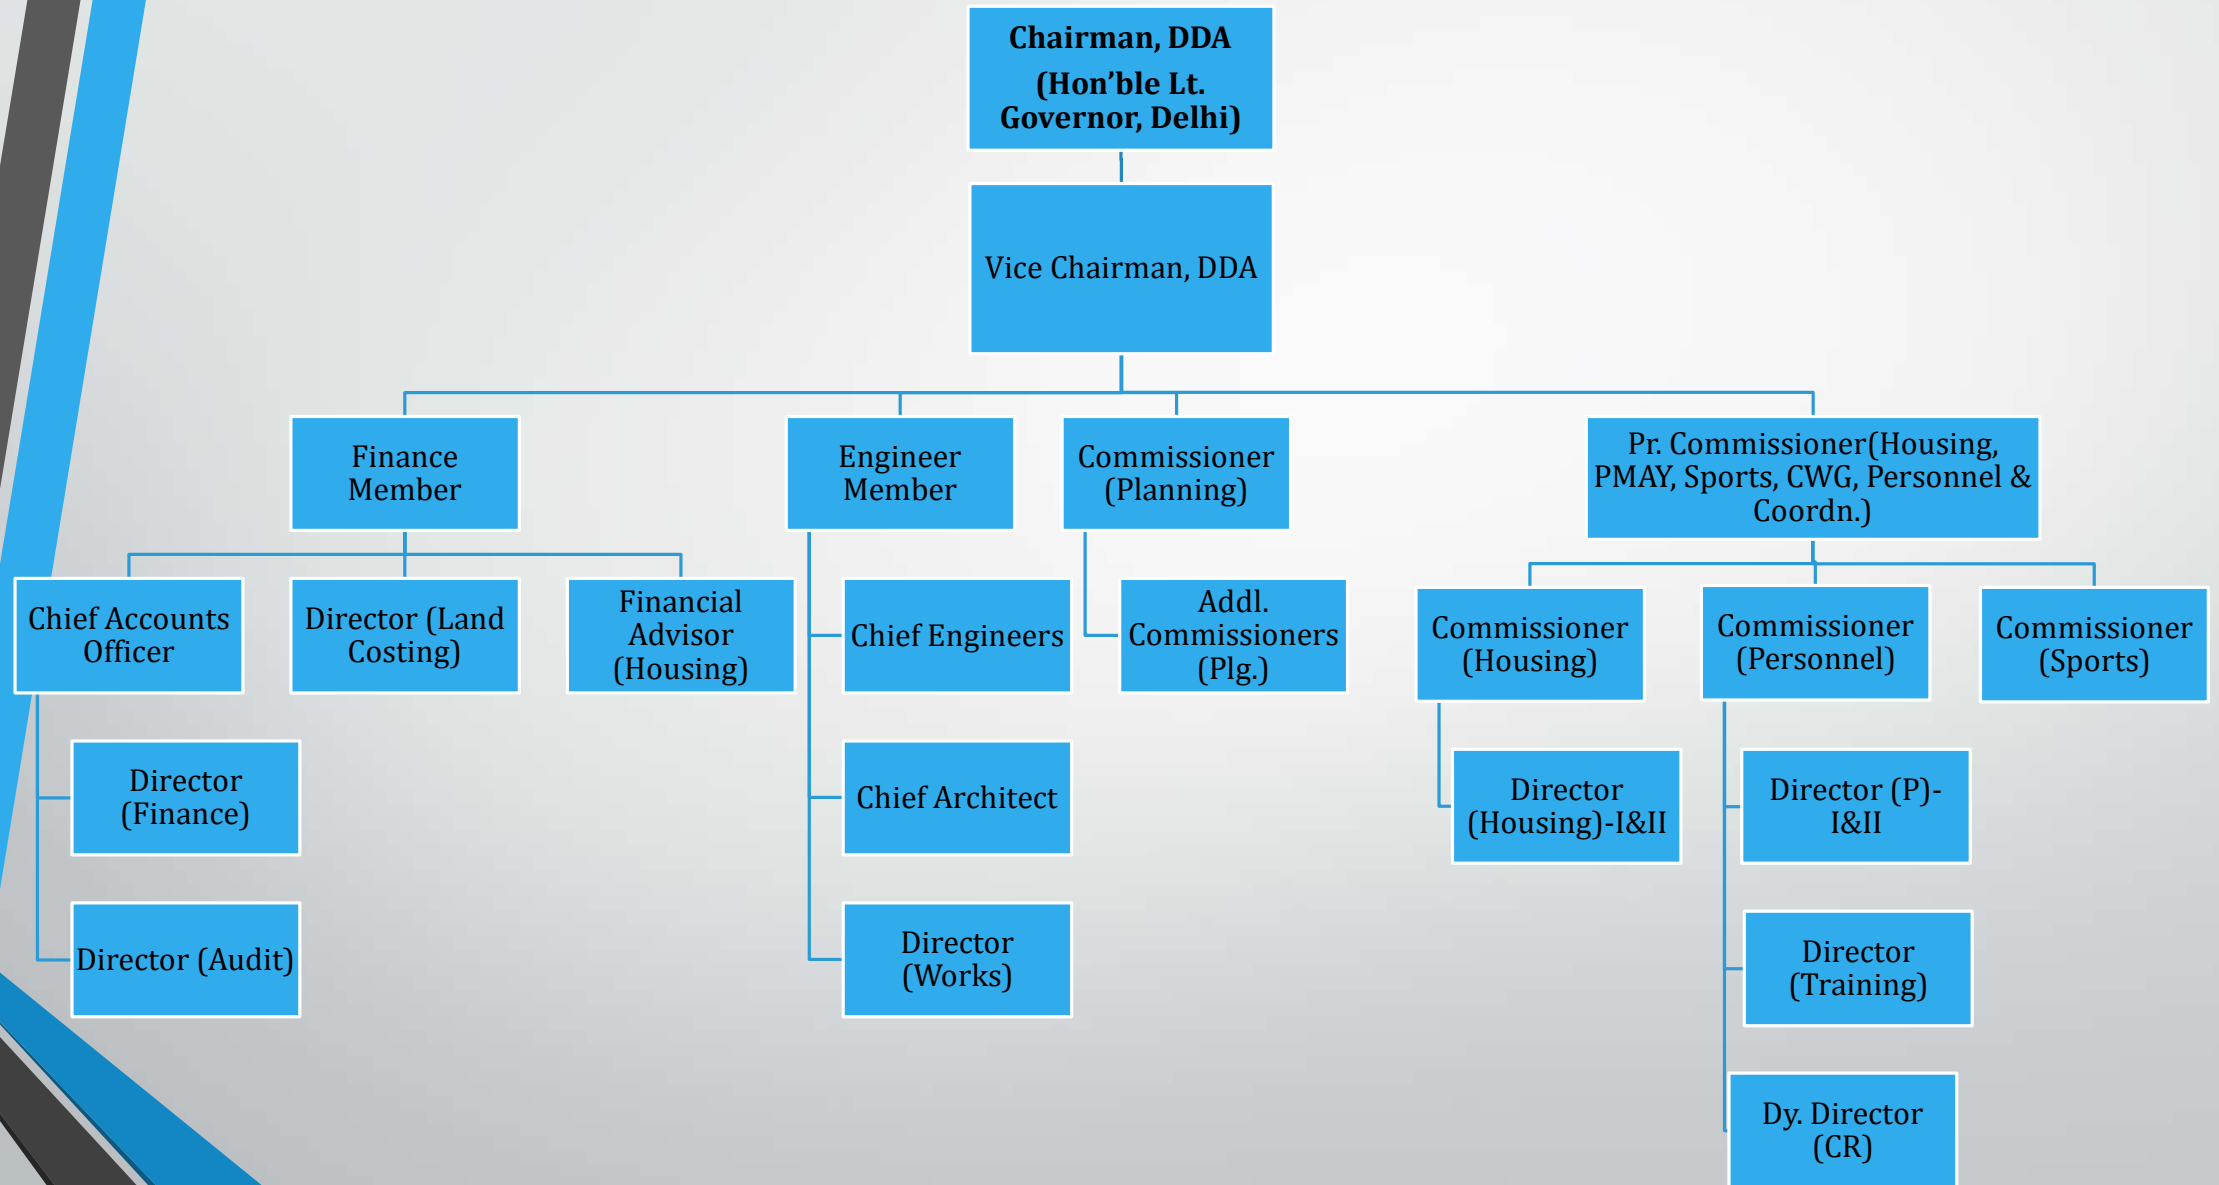 Chairman, DDA
(Hon’ble Lt.
Governor, Delhi)
Vice Chairman, DDA
Finance
Member
Engineer
Member
Commissioner
(Planning)
Pr. Commissioner(Housing,
PMAY, Sports, CWG, Personnel &
Coordn.)
Chief Accounts
Officer
Director (Land
Costing)
Financial
Advisor
(Housing)
Chief Engineers
Addl.
Commissioners
(Plg.)
Commissioner
(Housing)
Commissioner
(Personnel)
Commissioner
(Sports)
Director
(Finance)
Chief Architect
Director
(Housing)-I&II
Director (P)-
I&II
Director (Audit)
Director
(Works)
Director
(Training)
Dy. Director
(CR)